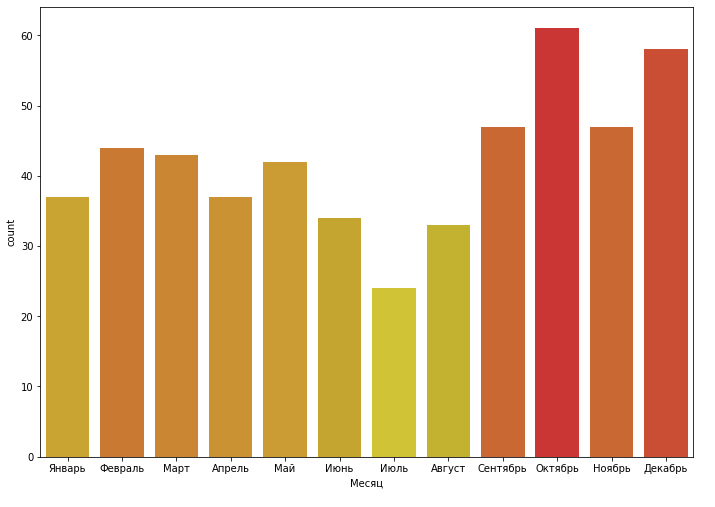 60
50
40
30
20
10
0
count
Январь Февраль Март Апрель Май Июнь Июль Август Сентябрь Октябрь Ноябрь Декабрь
Месяц